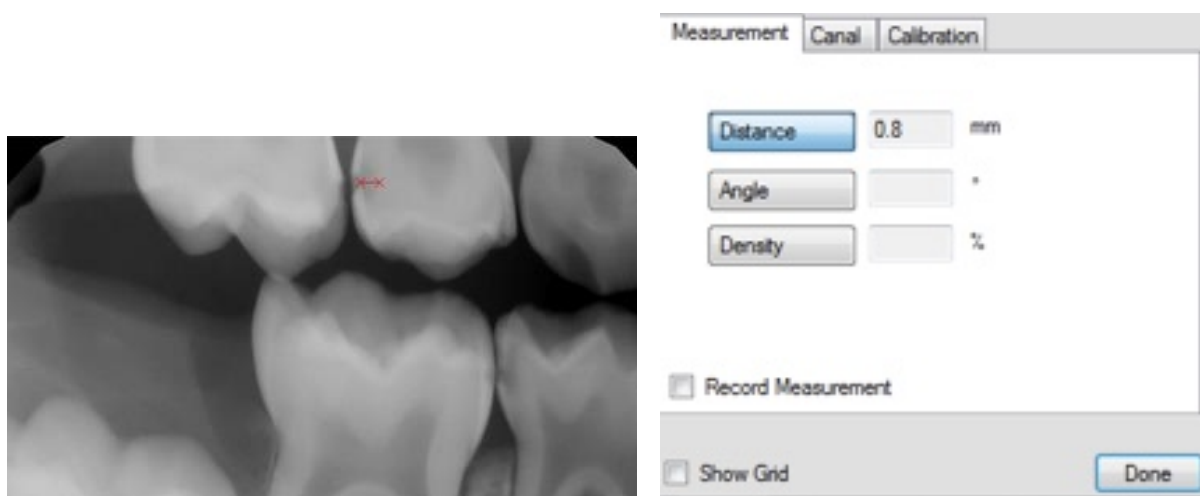 Measurement Canal Calibration
Distance 0.8 mm
Angle °
Density %
Record Measurement
Show Grid Done